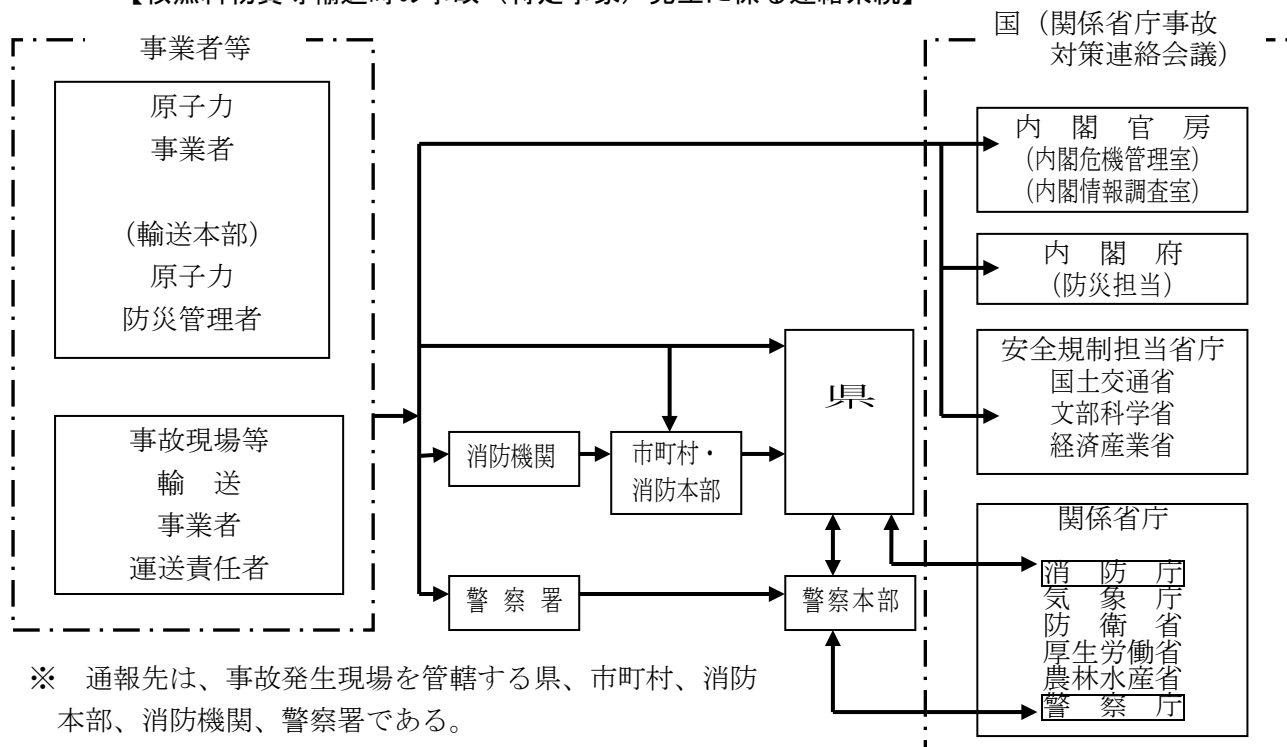 【核燃料物質等輸送時の事故（特定事象）発生に係る連絡系統】
事業者等
原子力
事業者
（輸送本部）
原子力
防災管理者
事故現場等
輸　送
事業者
運送責任者
消防機関
市町村・
消防本部
県
警 察 署
警察本部
国（関係省庁事故
対策連絡会議）
内　閣　官　房
（内閣危機管理室）
（内閣情報調査室）
内　閣　府
（防災担当）
安全規制担当省庁
国土交通省
文部科学省
経済産業省
関係省庁
消　防　庁
気　象　庁
防　衛　省
厚生労働省
農林水産省
警　察　庁
※　通報先は、事故発生現場を管轄する県、市町村、消防
本部、消防機関、警察署である。